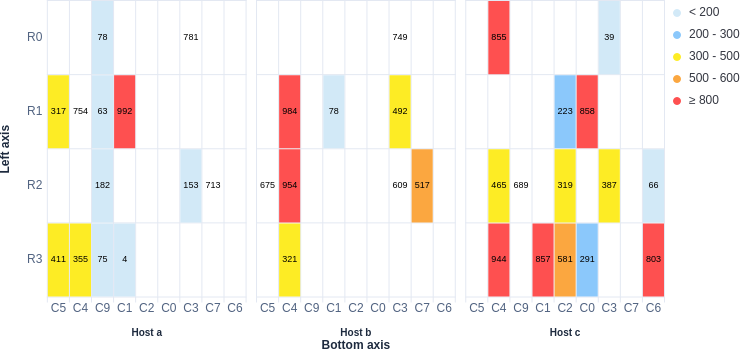 R0 78 781 749 855 39
R1 317 754 63 992 984 78 492 223 858
R2 182 153 713 675 954 609 517 465 689 319 387 66
R3 411 355 75 4 321 944 857 581 291 803
C5 C4 C9 C1 C2 C0 C3 C7 C6 C5 C4 C9 C1 C2 C0 C3 C7 C6 C5 C4 C9 C1 C2 C0 C3 C7 C6
Host a Host b Host c
Bottom axis
Left axis
< 200
200 - 300
300 - 500
500 - 600
≥ 800